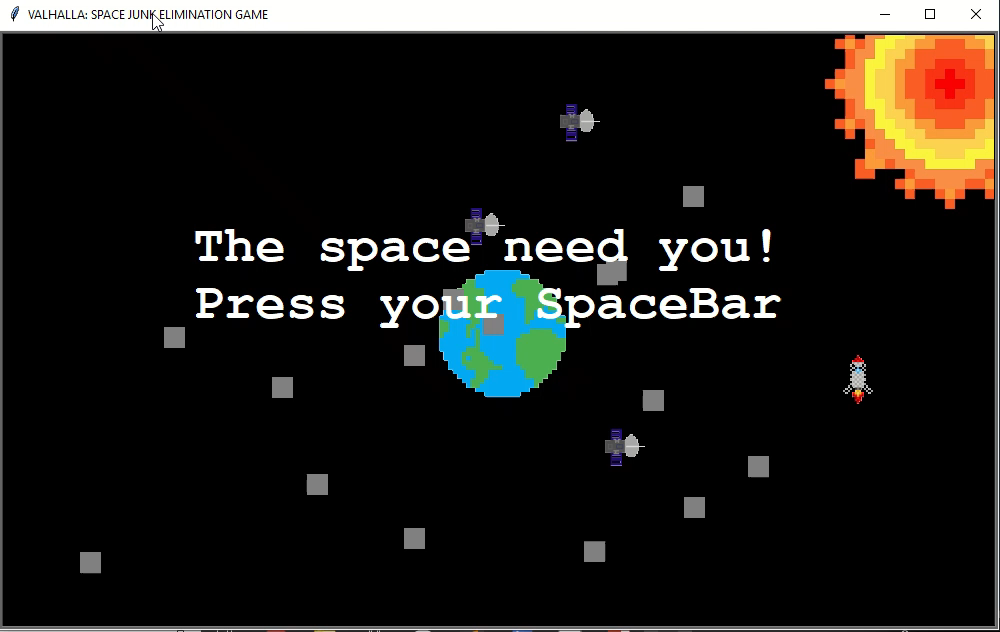 VALHALLA: SPACE JUNK ELIMINATION GAME
The space need you!
Press your SpaceBar